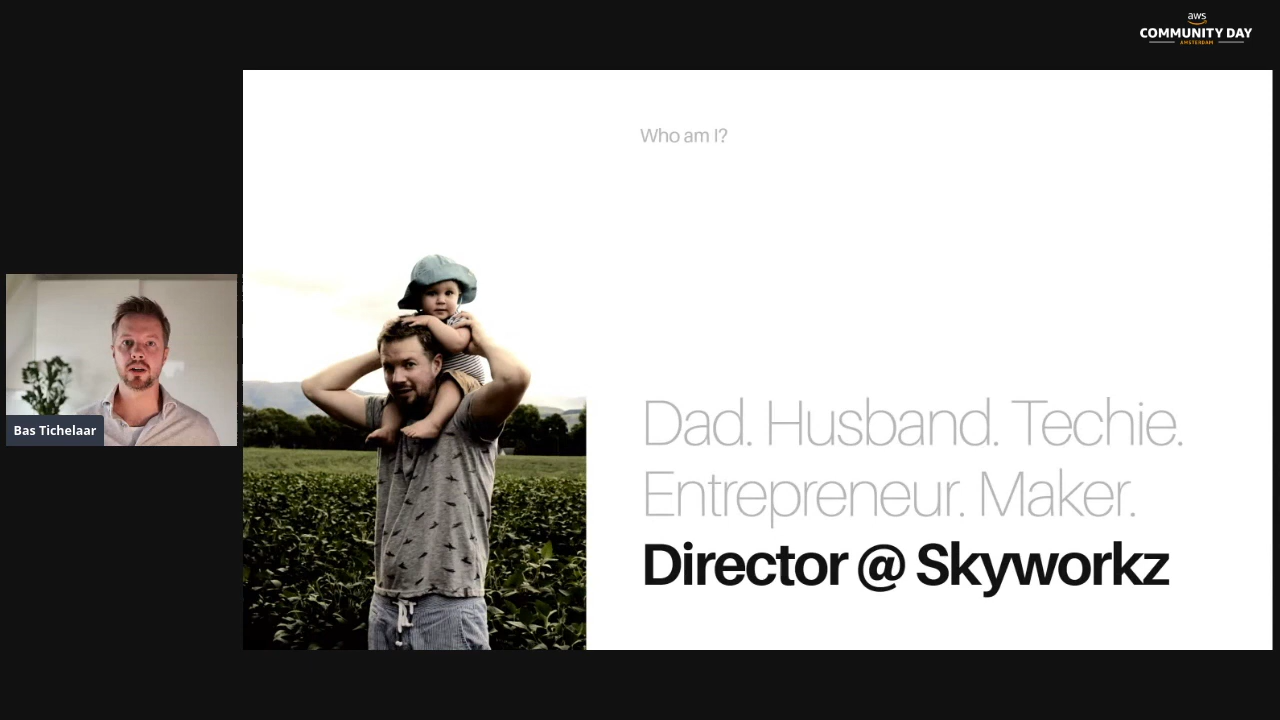 aws
COMMUNITY DAY
AMSTERDAM
Who am I?
Dad. Husband. Techie.
Entrepreneur. Maker.
Director @ Skyworkz
Bas Tichelaar